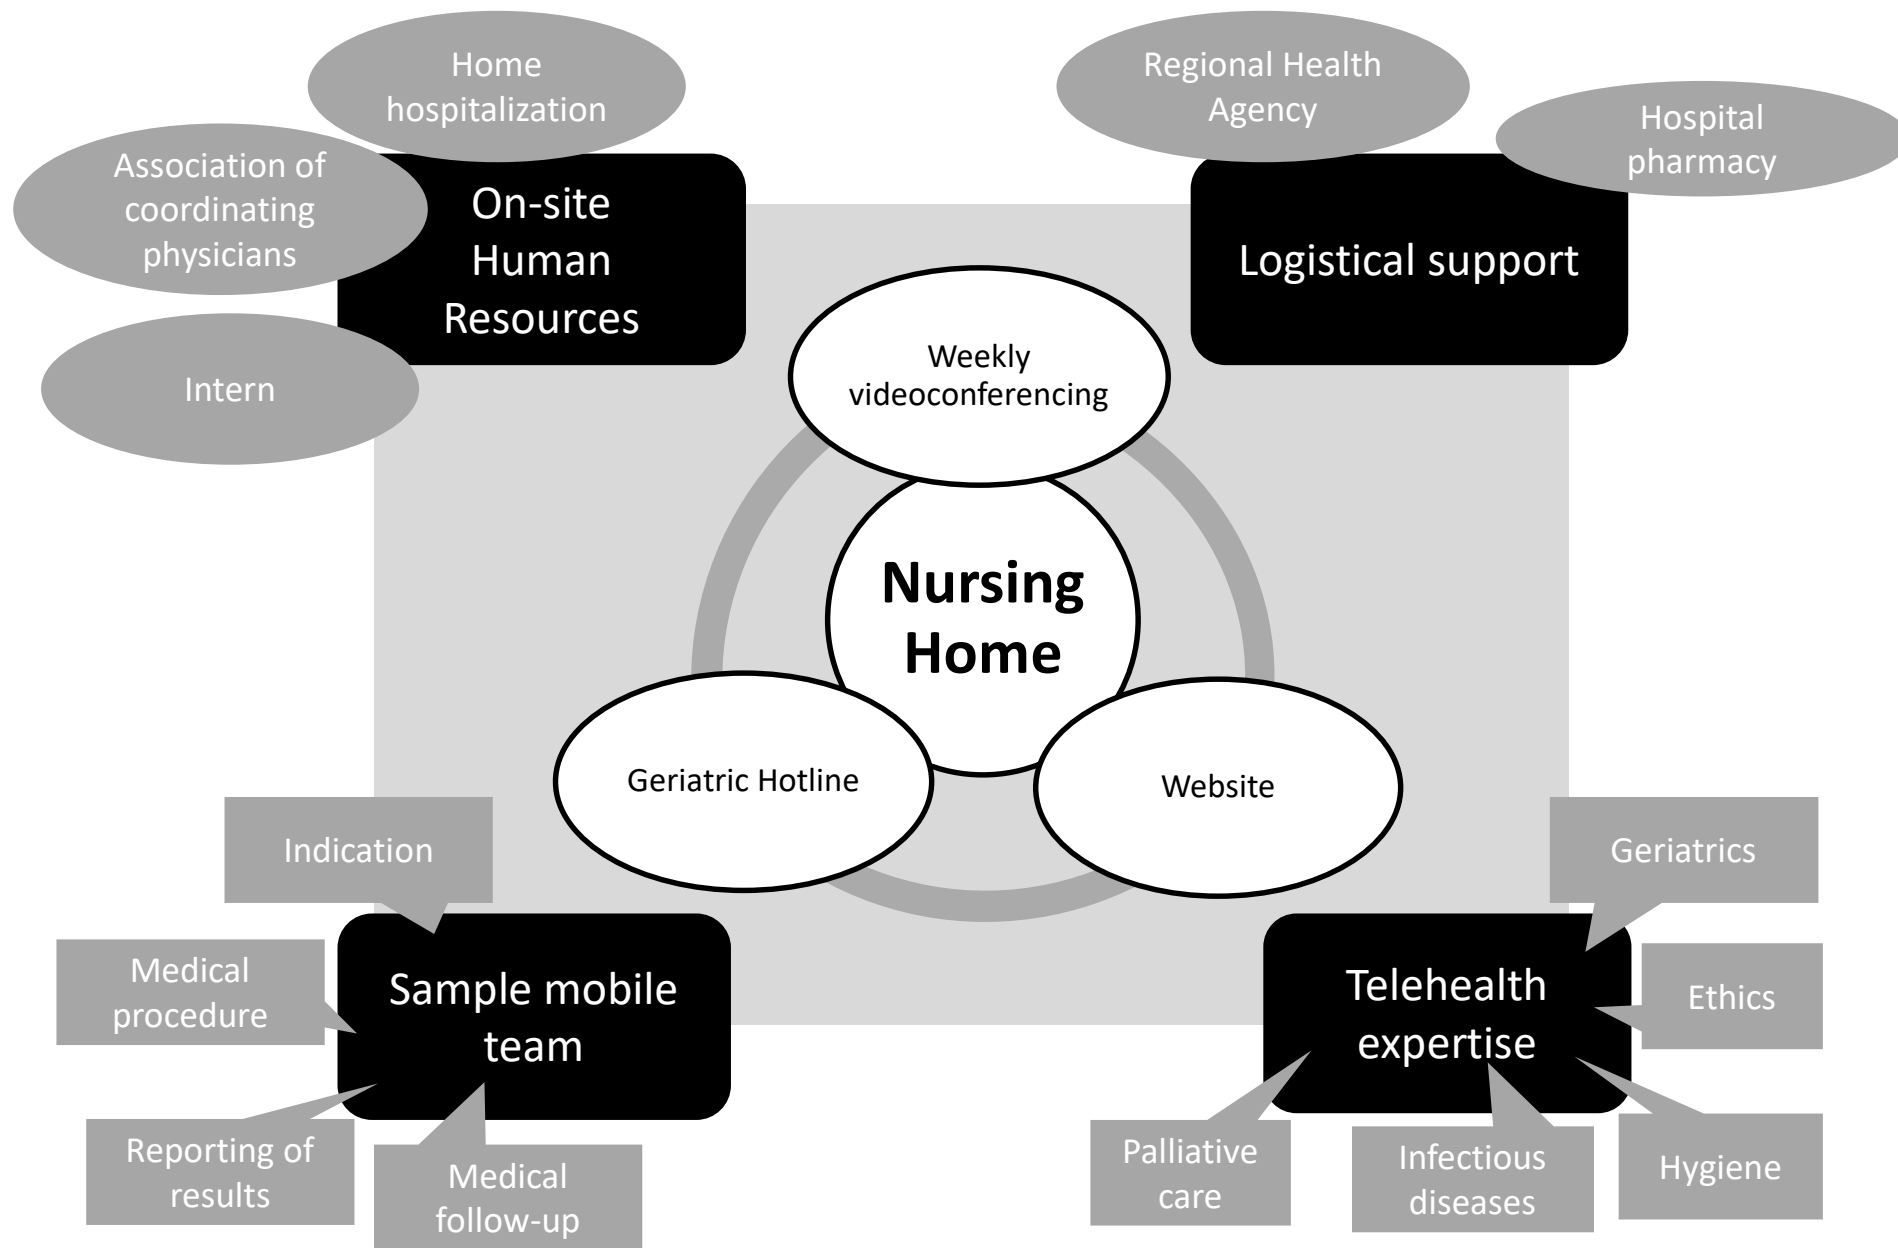 Home
hospitalization
Association of
coordinating
physicians
Intern
On-site
Human
Resources
Regional Health
Agency
Hospital
pharmacy
Logistical support
Weekly
videoconferencing
Nursing
Home
Geriatric Hotline
Website
Indication
Medical
procedure
Reporting of
results
Medical
follow-up
Sample mobile
team
Geriatrics
Ethics
Telehealth
expertise
Palliative
care
Infectious
diseases
Hygiene